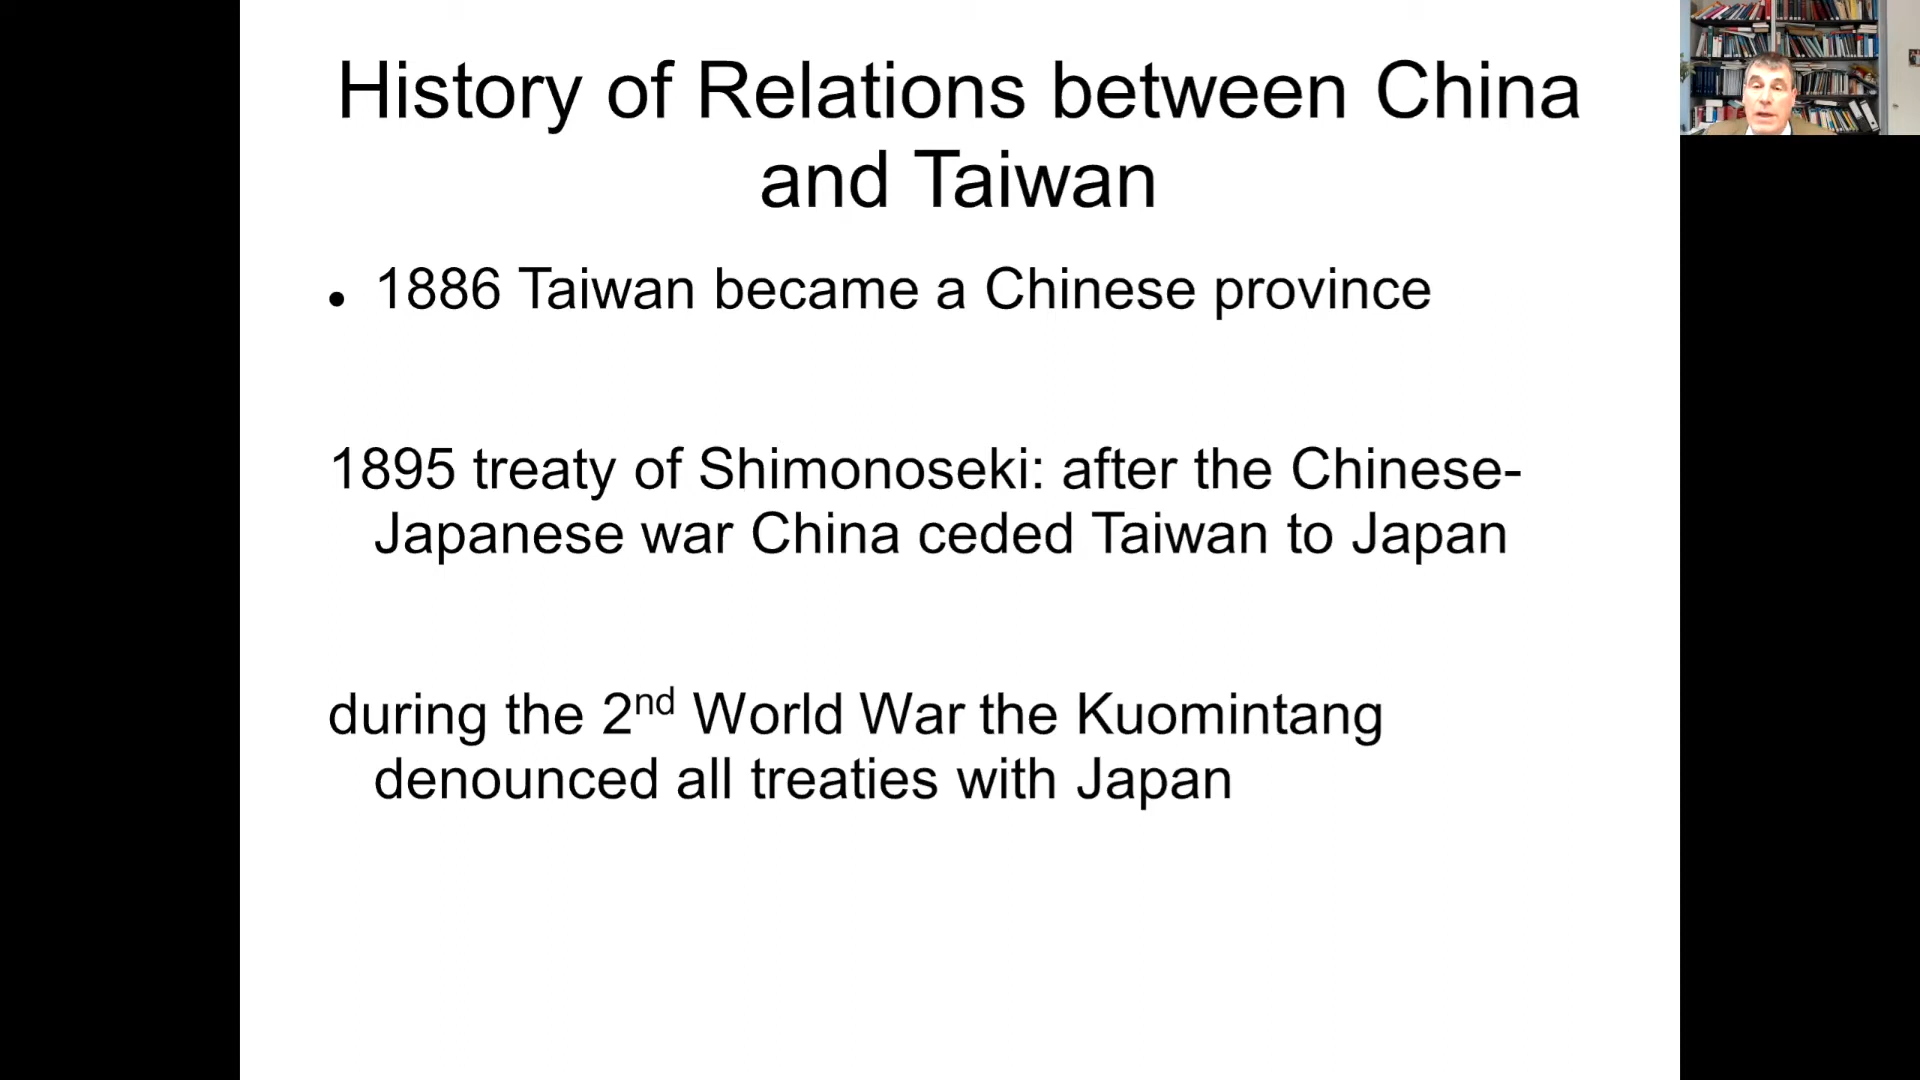 History of Relations between China
and Taiwan
• 1886 Taiwan became a Chinese province
1895 treaty of Shimonoseki: after the Chinese-
Japanese war China ceded Taiwan to Japan
during the 2nd World War the Kuomintang
denounced all treaties with Japan